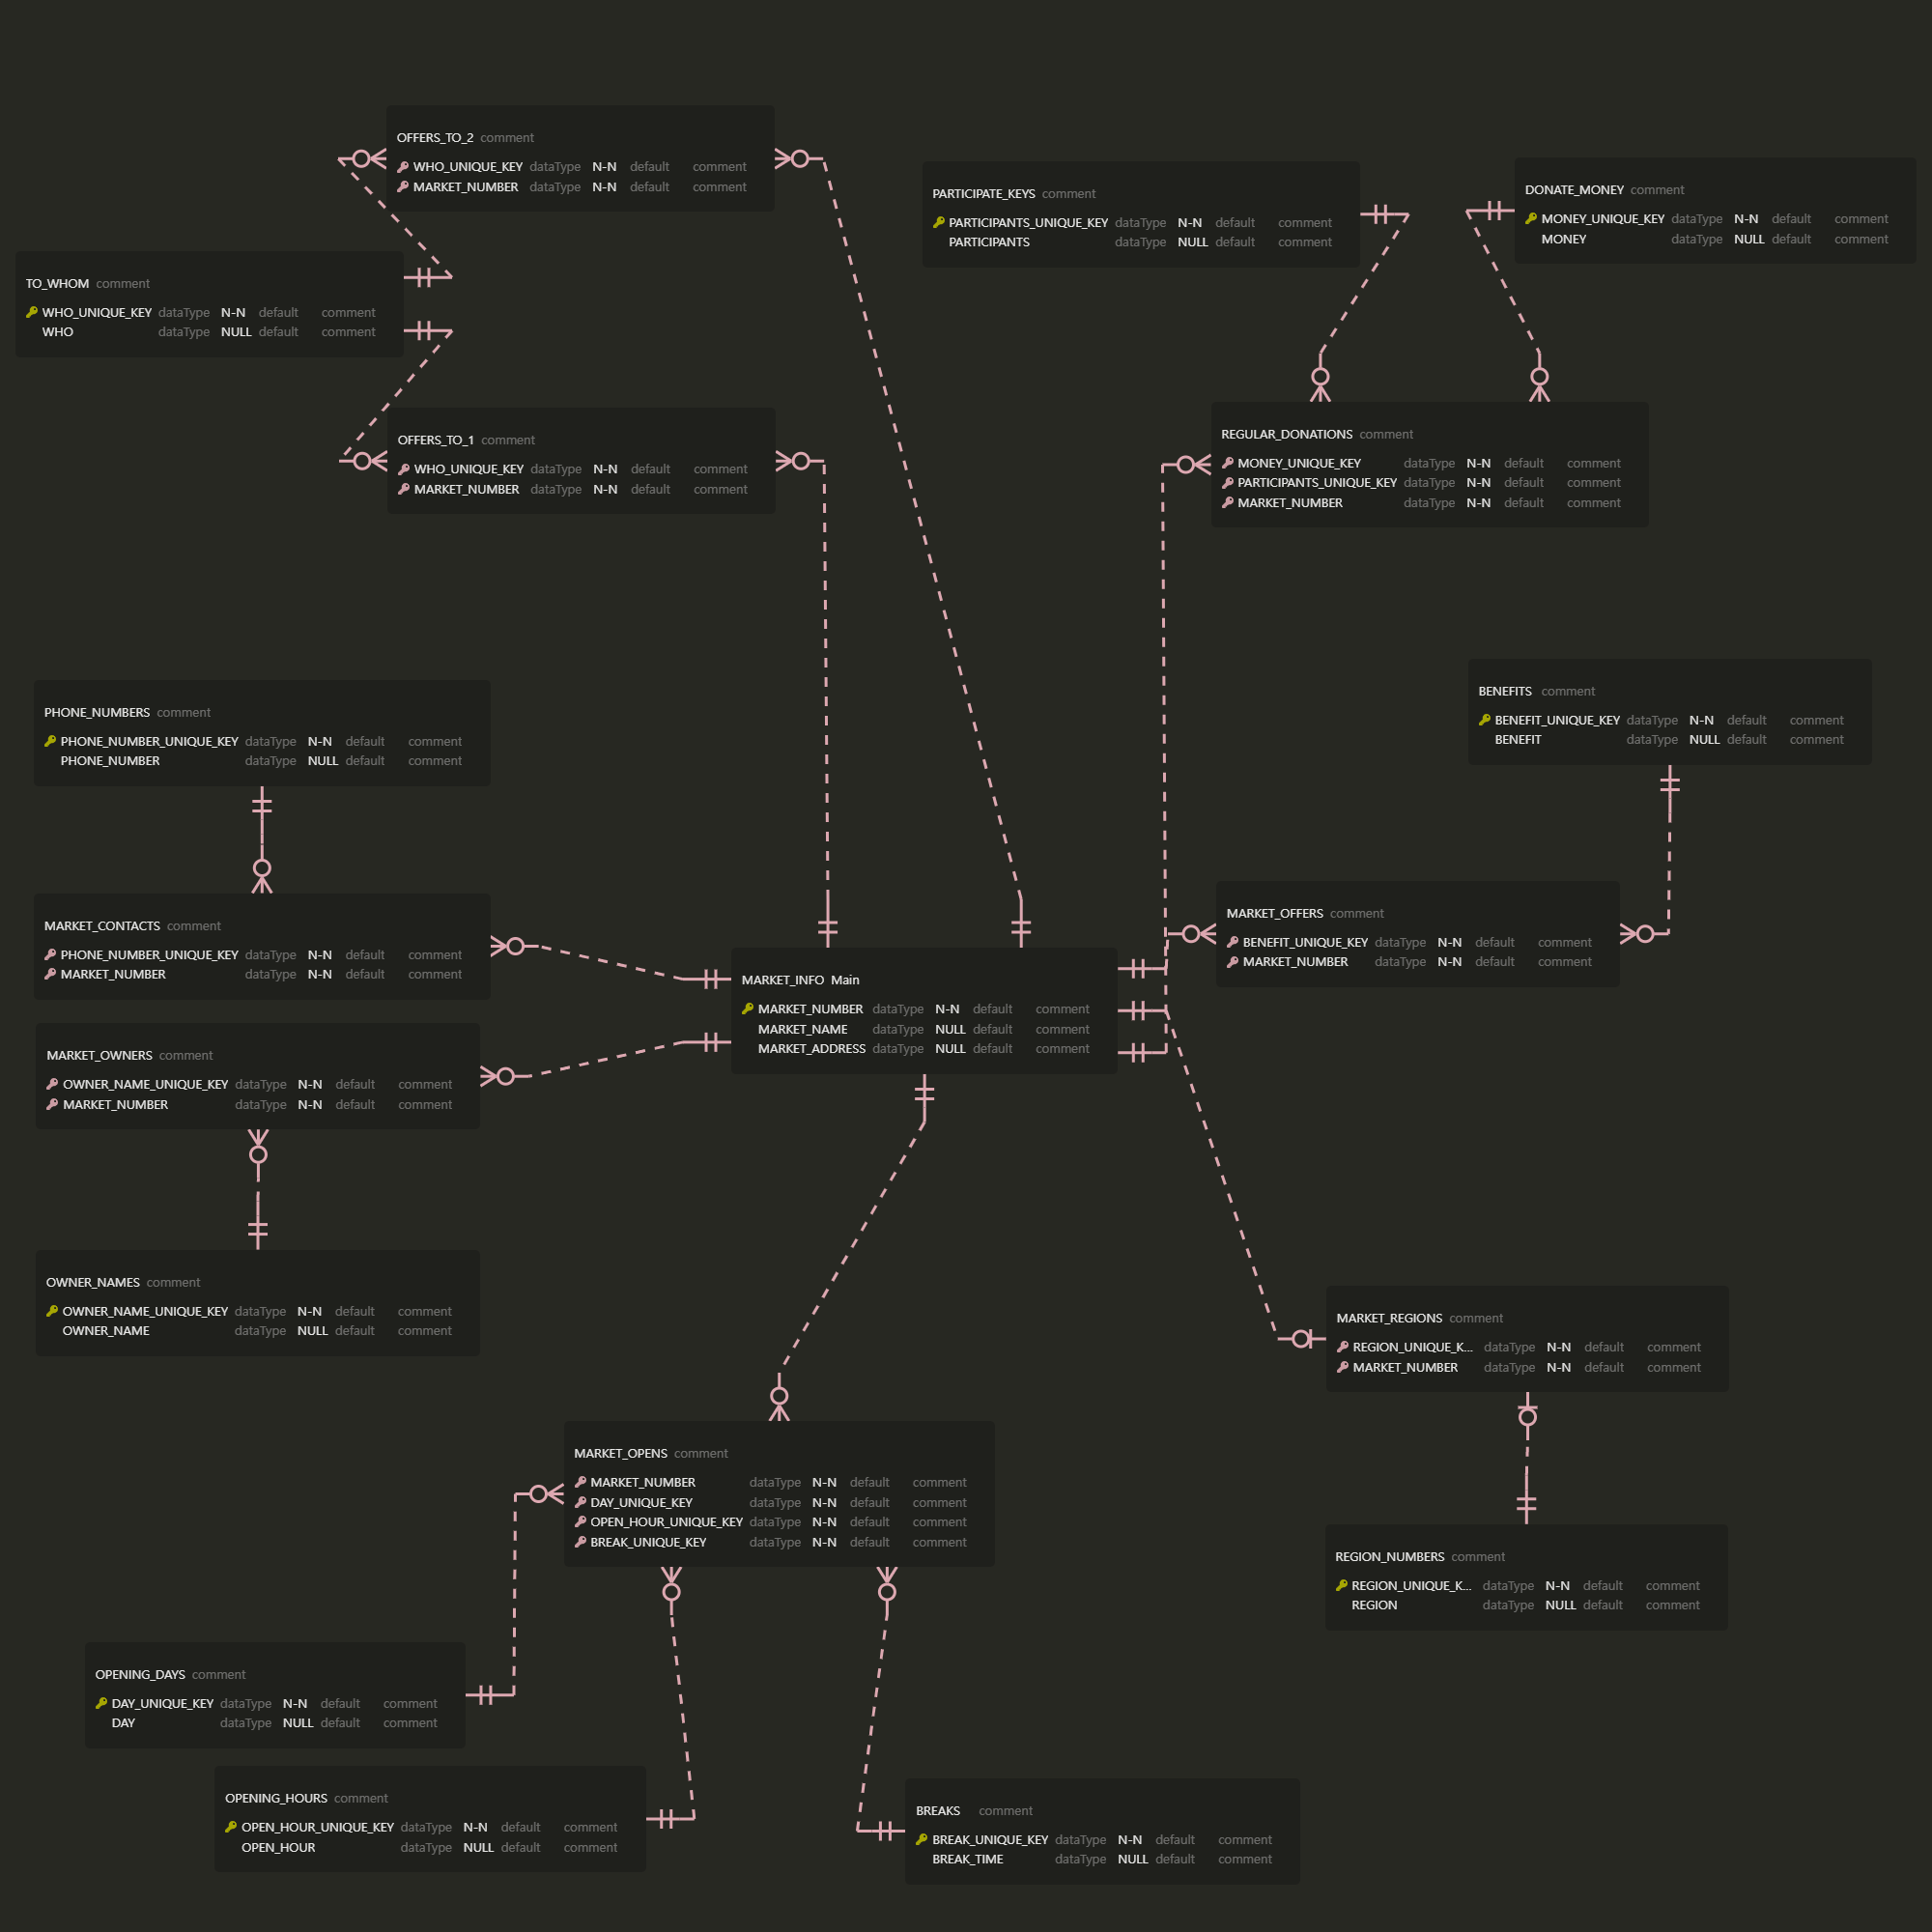 OFFERS_TO_2 comment
WHO_UNIQUE_KEY dataType N-N default comment
MARKET_NUMBER dataType N-N default comment
PARTICIPATE_KEYS comment
PARTICIPANTS_UNIQUE_KEY dataType N-N default comment
PARTICIPANTS dataType NULL default comment
DONATE_MONEY comment
MONEY_UNIQUE_KEY dataType N-N default comment
MONEY dataType NULL default comment
TO_WHOM comment
WHO_UNIQUE_KEY dataType N-N default comment
WHO dataType NULL default comment
OFFERS_TO_1 comment
WHO_UNIQUE_KEY dataType N-N default comment
MARKET_NUMBER dataType N-N default comment
REGULAR_DONATIONS comment
MONEY_UNIQUE_KEY dataType N-N default comment
PARTICIPANTS_UNIQUE_KEY dataType N-N default comment
MARKET_NUMBER dataType N-N default comment
PHONE_NUMBERS comment
PHONE_NUMBER_UNIQUE_KEY dataType N-N default comment
PHONE_NUMBER dataType NULL default comment
BENEFITS comment
BENEFIT_UNIQUE_KEY dataType N-N default comment
BENEFIT dataType NULL default comment
MARKET_CONTACTS comment
PHONE_NUMBER_UNIQUE_KEY dataType N-N default comment
MARKET_NUMBER dataType N-N default comment
MARKET_OFFERS comment
BENEFIT_UNIQUE_KEY dataType N-N default comment
MARKET_NUMBER dataType N-N default comment
MARKET_INFO Main
MARKET_NUMBER dataType N-N default comment
MARKET_NAME dataType NULL default comment
MARKET_ADDRESS dataType NULL default comment
MARKET_OWNERS comment
OWNER_NAME_UNIQUE_KEY dataType N-N default comment
MARKET_NUMBER dataType N-N default comment
OWNER_NAMES comment
OWNER_NAME_UNIQUE_KEY dataType N-N default comment
OWNER_NAME dataType NULL default comment
MARKET_REGIONS comment
REGION_UNIQUE_K... dataType N-N default comment
MARKET_NUMBER dataType N-N default comment
MARKET_OPENS comment
MARKET_NUMBER dataType N-N default comment
DAY_UNIQUE_KEY dataType N-N default comment
OPEN_HOUR_UNIQUE_KEY dataType N-N default comment
BREAK_UNIQUE_KEY dataType N-N default comment
REGION_NUMBERS comment
REGION_UNIQUE_K... dataType N-N default comment
REGION dataType NULL default comment
OPENING_DAYS comment
DAY_UNIQUE_KEY dataType N-N default comment
DAY dataType NULL default comment
OPENING_HOURS comment
OPEN_HOUR_UNIQUE_KEY dataType N-N default comment
OPEN_HOUR dataType NULL default comment
BREAKS comment
BREAK_UNIQUE_KEY dataType N-N default comment
BREAK_TIME dataType NULL default comment